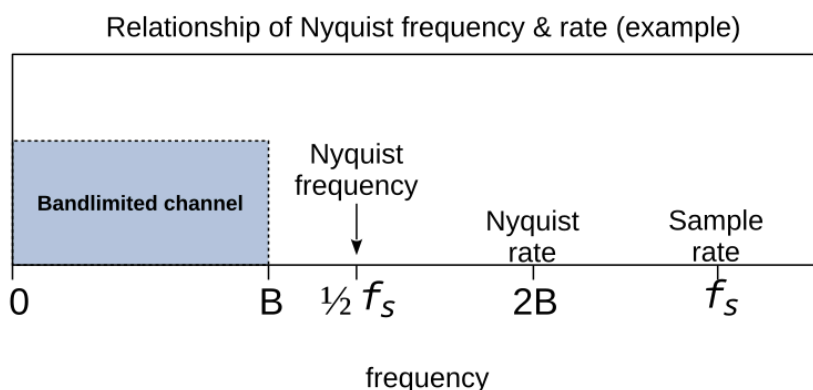 Relationship of Nyquist frequency & rate (example)
Bandlimited channel
Nyquist
frequency
Nyquist
rate
Sample
rate
0
B
½ fs
2B
fs
frequency